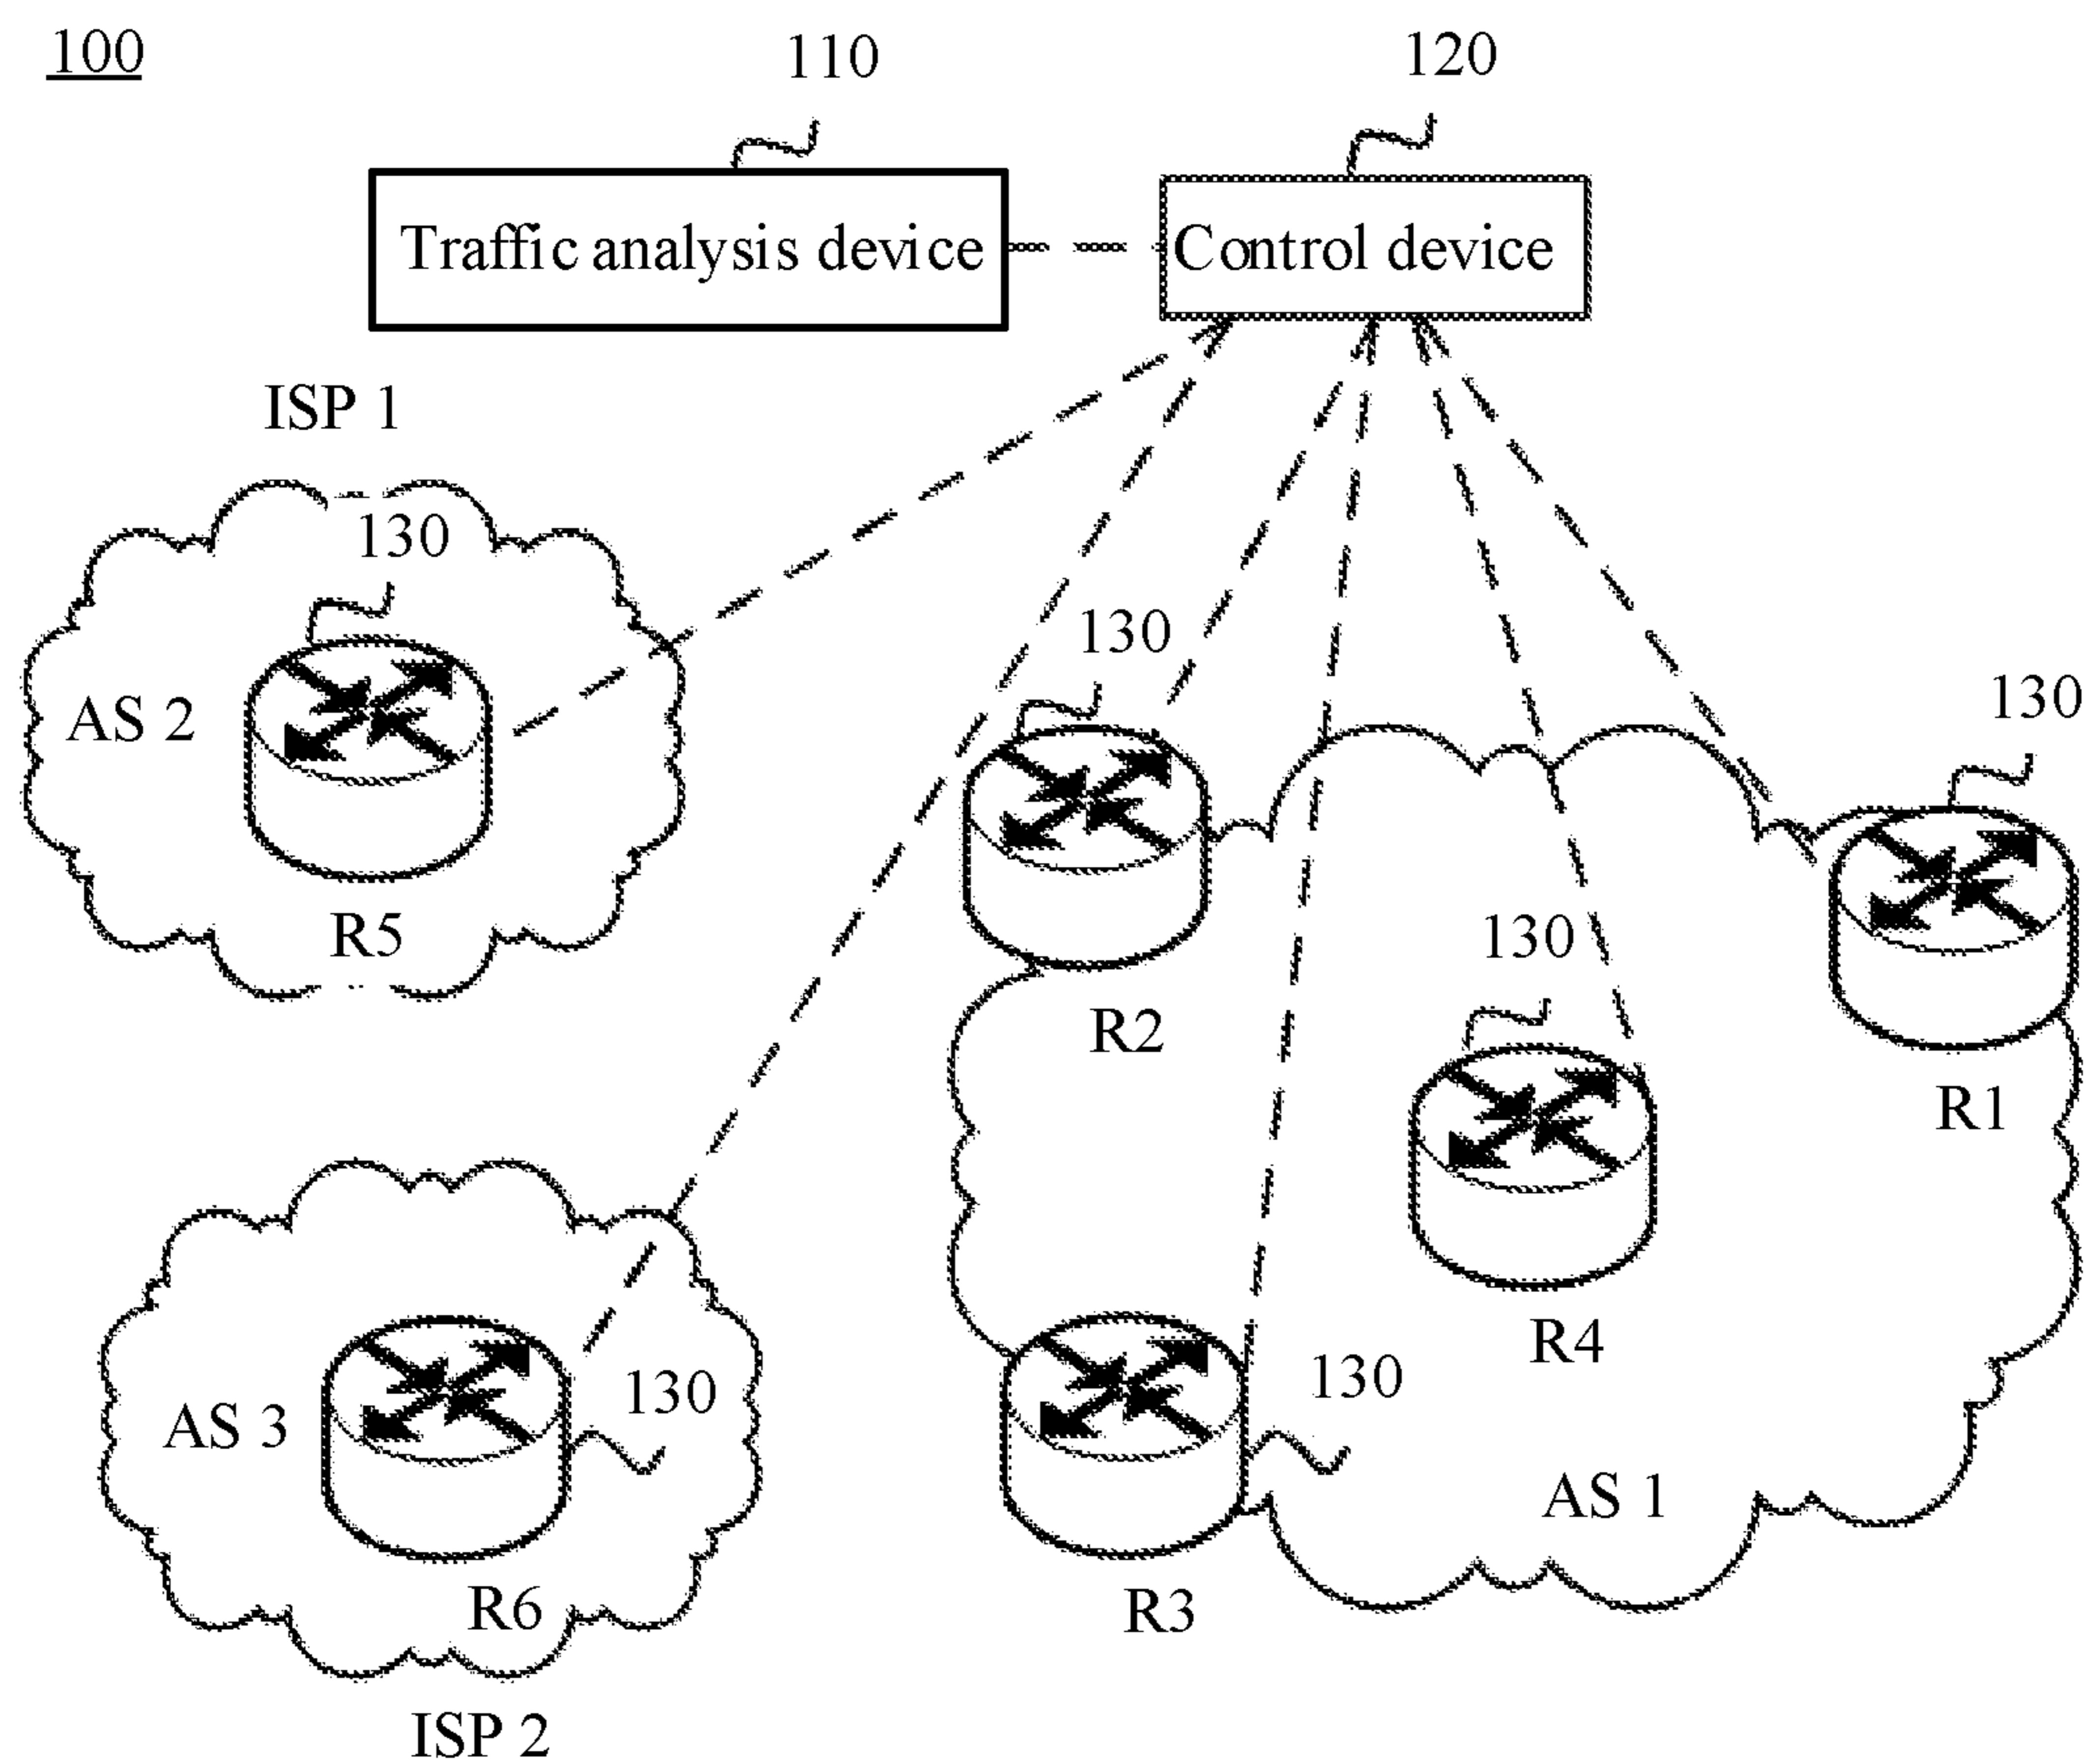 100
110
120
Traffic analysis device
Control device
ISP 1
130
AS 2
R5
130
R2
130
R1
130
R4
AS 3
130
R6
ISP 2
130
R3
AS 1